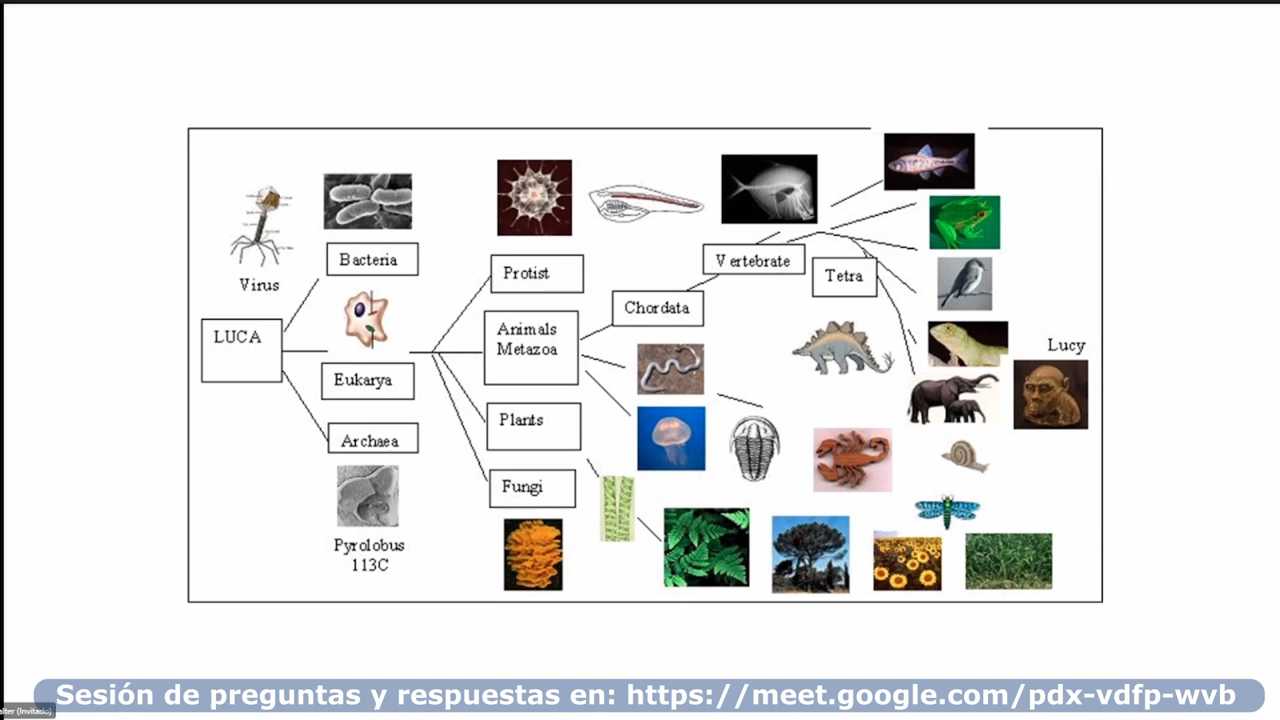 Virus
Bacteria
LUCA
Eukarya
Archaea
Pyrolobus
113C
Protist
Animals
Metazoa
Plants
Fungi
Chordata
Vertebrate
Tetra
Lucy
Sesión de preguntas y respuestas en: https://meet.google.com/pdx-vdfp-wvb
(Invitado)